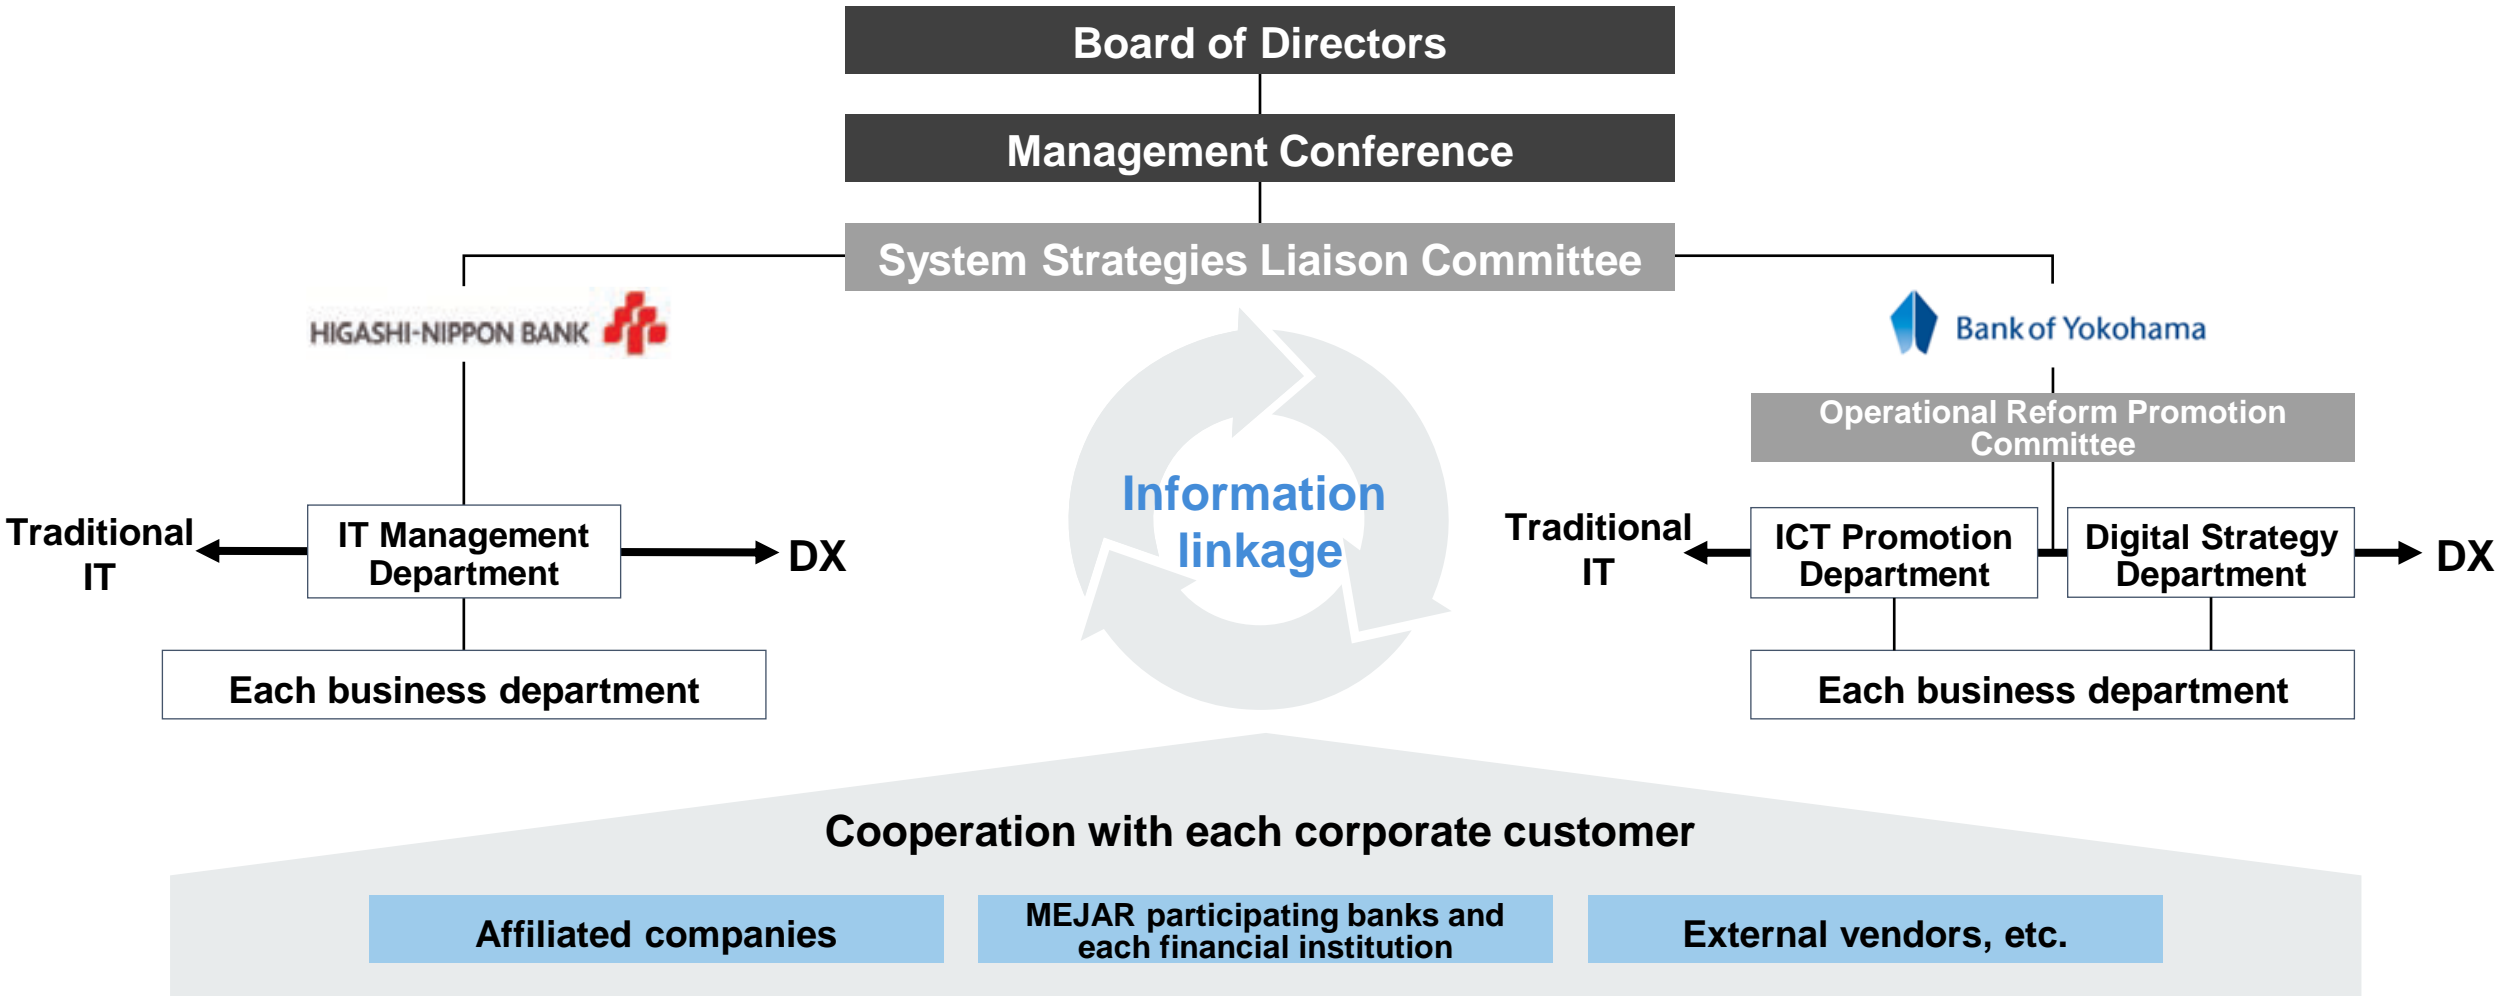 Board of Directors
Management Conference
System Strategies Liaison Committee
HIGASHI-NIPPON BANK
Bank of Yokohama
Operational Reform Promotion
Committee
Information
linkage
Traditional
IT
IT Management
Department
DX
Traditional
IT
ICT Promotion
Department
Digital Strategy
Department
DX
Each business department
Each business department
Cooperation with each corporate customer
Affiliated companies
MEJAR participating banks and
each financial institution
External vendors, etc.